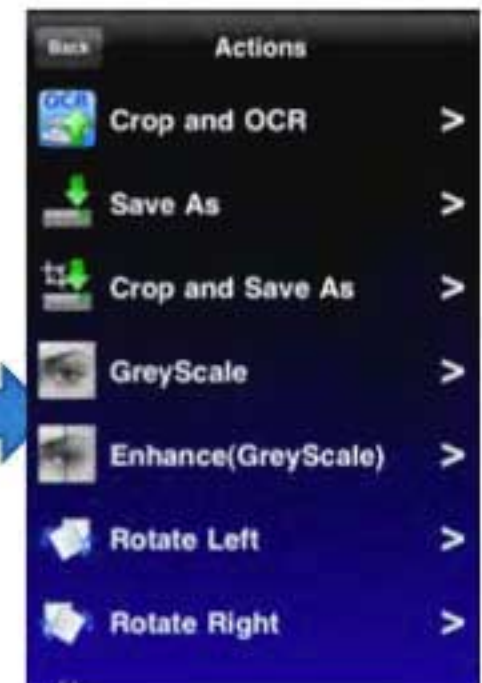 Back
Actions
OCR
Crop and OCR >
Save As >
Crop and Save As >
GreyScale >
Enhance(GreyScale) >
Rotate Left >
Rotate Right >